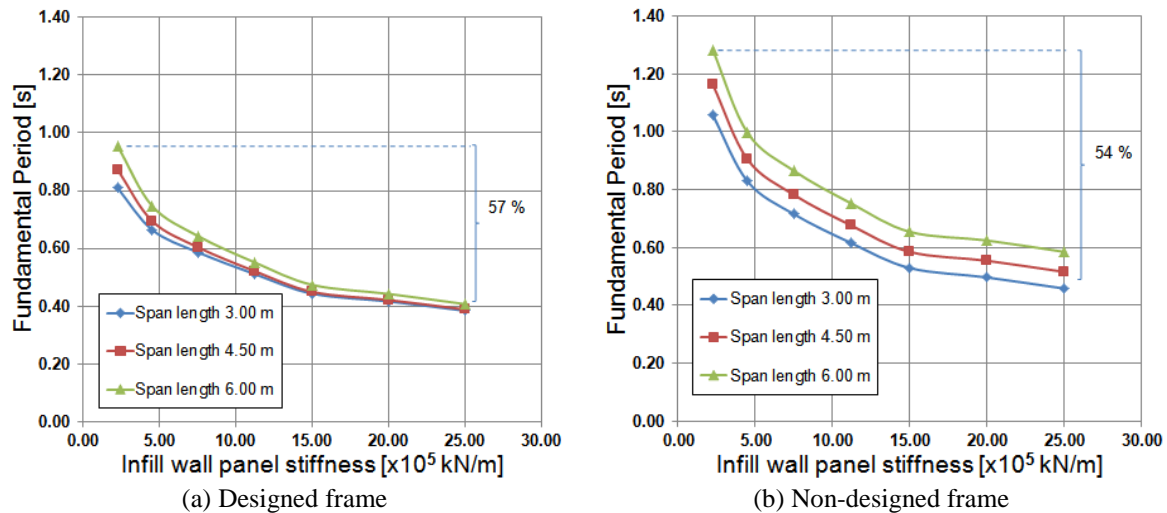 1.40
1.20
1.00
0.80
0.60
0.40
0.20
0.00
Fundamental Period [s]
57 %
Span length 3.00 m
Span length 4.50 m
Span length 6.00 m
0.00 5.00 10.00 15.00 20.00 25.00 30.00
Infill wall panel stiffness [x10⁵ kN/m]
(a) Designed frame
1.40
1.20
1.00
0.80
0.60
0.40
0.20
0.00
Fundamental Period [s]
54 %
Span length 3.00 m
Span length 4.50 m
Span length 6.00 m
0.00 5.00 10.00 15.00 20.00 25.00 30.00
Infill wall panel stiffness [x10⁵ kN/m]
(b) Non-designed frame